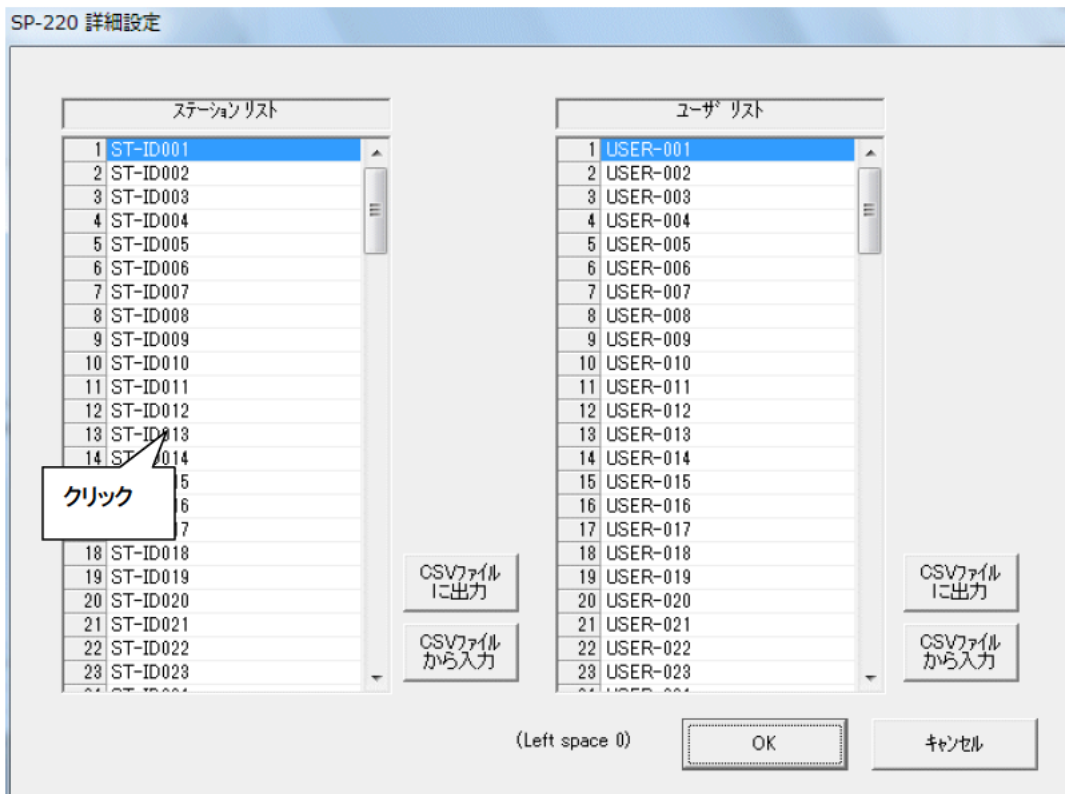 SP-220 詳細設定
ｽﾃｰｼｮﾝ ﾘｽﾄ
1 ST-ID001
2 ST-ID002
3 ST-ID003
4 ST-ID004
5 ST-ID005
6 ST-ID006
7 ST-ID007
8 ST-ID008
9 ST-ID009
10 ST-ID010
11 ST-ID011
12 ST-ID012
13 ST-ID013
14 ST 014
15
16
17
18 ST-ID018
19 ST-ID019
20 ST-ID020
21 ST-ID021
22 ST-ID022
23 ST-ID023
クリック
CSVﾌｧｲﾙ
に出力
CSVﾌｧｲﾙ
から入力
ﾕｰｻﾞ ﾘｽﾄ
1 USER-001
2 USER-002
3 USER-003
4 USER-004
5 USER-005
6 USER-006
7 USER-007
8 USER-008
9 USER-009
10 USER-010
11 USER-011
12 USER-012
13 USER-013
14 USER-014
15 USER-015
16 USER-016
17 USER-017
18 USER-018
19 USER-019
20 USER-020
21 USER-021
22 USER-022
23 USER-023
CSVﾌｧｲﾙ
に出力
CSVﾌｧｲﾙ
から入力
(Left space 0)
OK
ｷｬﾝｾﾙ